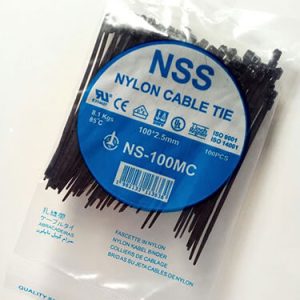 NSS
NYLON CABLE TIE
8.1 Kgs
85°C
100*2.5mm
100PCS
ISO 9001
ISO 14001
NS-100MC
ケーブルタイ
ABRACADEIRAS
FASCETTE IN NYLON
NYLON KABEL BINDER
COLLIERS DE CABLAGE
BRIDAS SUJETA CABLES DE NYLON
QUALITY